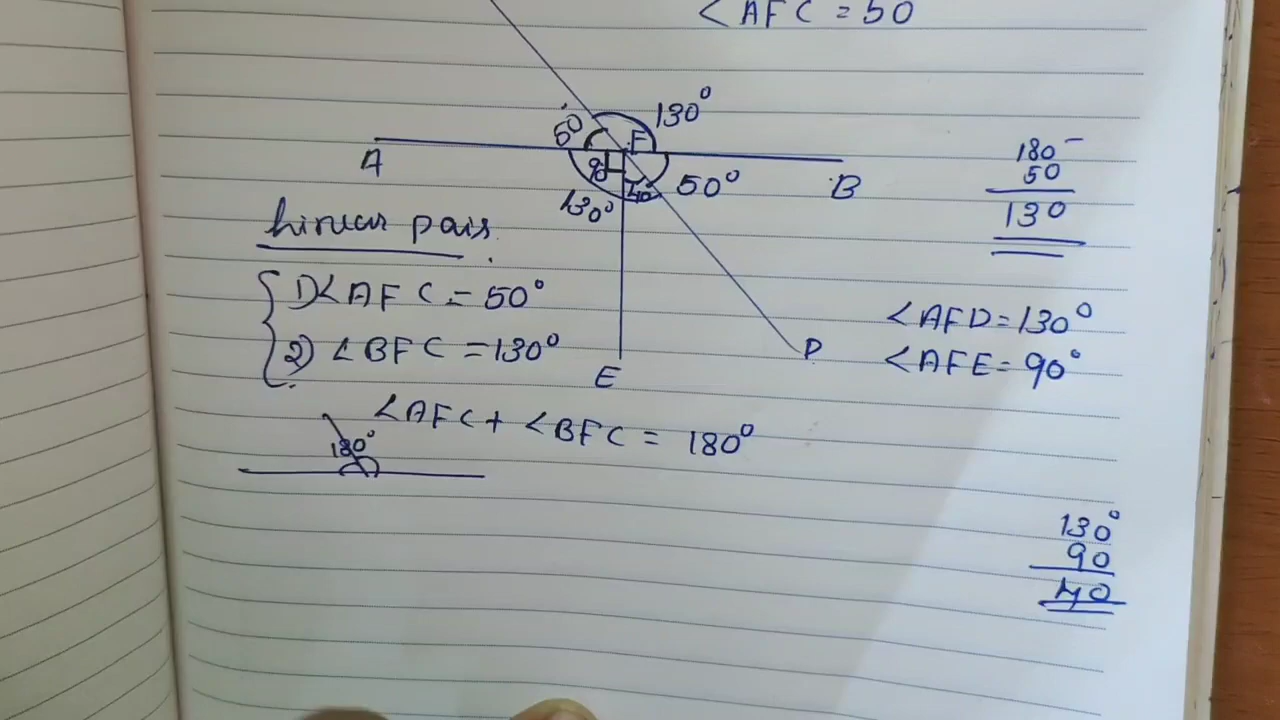 <AFC = 50
130°
50
F
A
90
40
50°
B
130°
180 -
50
130
Linear pair.
1) <AFC = 50°
2) <BFC = 130°
E
D
<AFD = 130°
<AFE = 90°
<AFC + <BFC = 180°
180°
130°
90
40